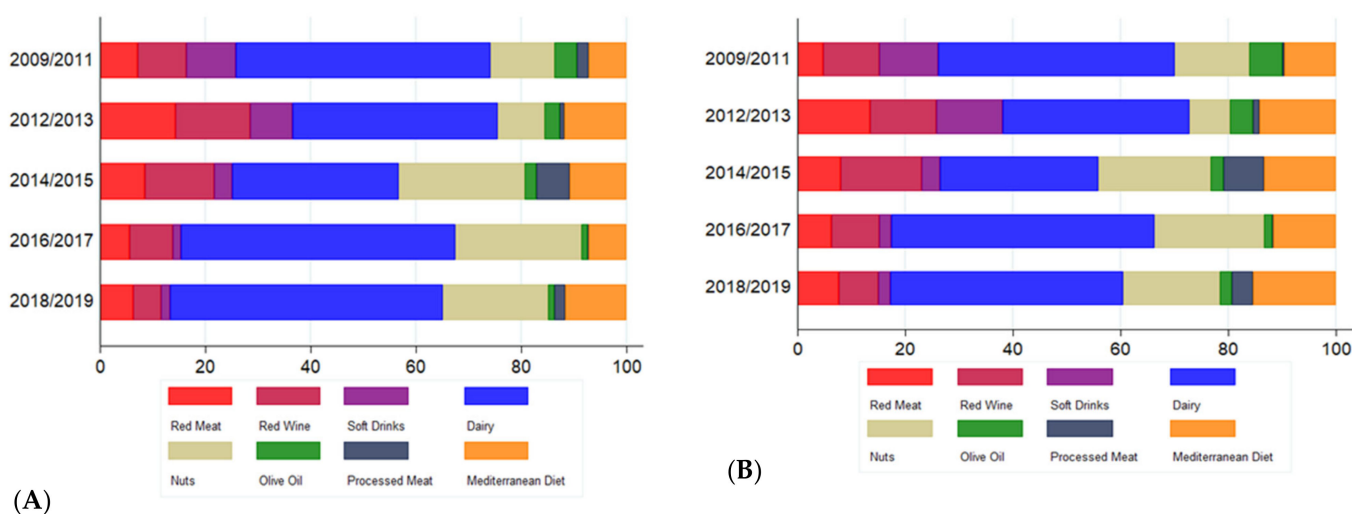 2009/2011
2012/2013
2014/2015
2016/2017
2018/2019
0 20 40 60 80 100
Red Meat Red Wine Soft Drinks Dairy
Nuts Olive Oil Processed Meat Mediterranean Diet
(A)
2009/2011
2012/2013
2014/2015
2016/2017
2018/2019
0 20 40 60 80 100
Red Meat Red Wine Soft Drinks Dairy
Nuts Olive Oil Processed Meat Mediterranean Diet
(B)